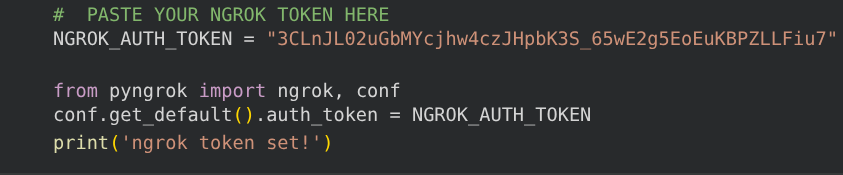 #  PASTE YOUR NGROK TOKEN HERE
NGROK_AUTH_TOKEN = "3CLnJL02uGbMYcjhw4czJHpbK3S_65wE2g5EoEuKBPZLLFiu7"
from pyngrok import ngrok, conf
conf.get_default().auth_token = NGROK_AUTH_TOKEN
print('ngrok token set!')